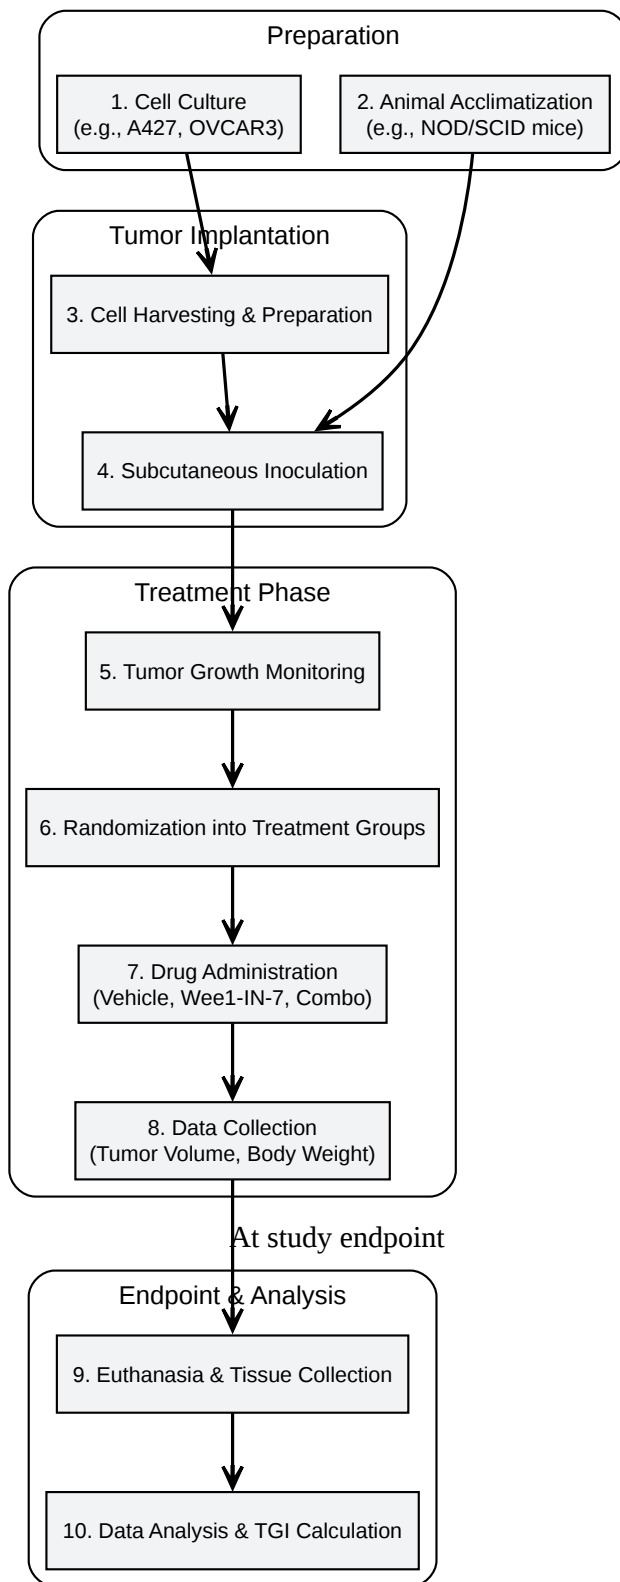 Preparation
1. Cell Culture
(e.g., A427, OVCAR3)
2. Animal Acclimatization
(e.g., NOD/SCID mice)
Tumor Implantation
3. Cell Harvesting & Preparation
4. Subcutaneous Inoculation
Treatment Phase
5. Tumor Growth Monitoring
6. Randomization into Treatment Groups
7. Drug Administration
(Vehicle, Wee1-IN-7, Combo)
8. Data Collection
(Tumor Volume, Body Weight)
At study endpoint
Endpoint & Analysis
9. Euthanasia & Tissue Collection
10. Data Analysis & TGI Calculation